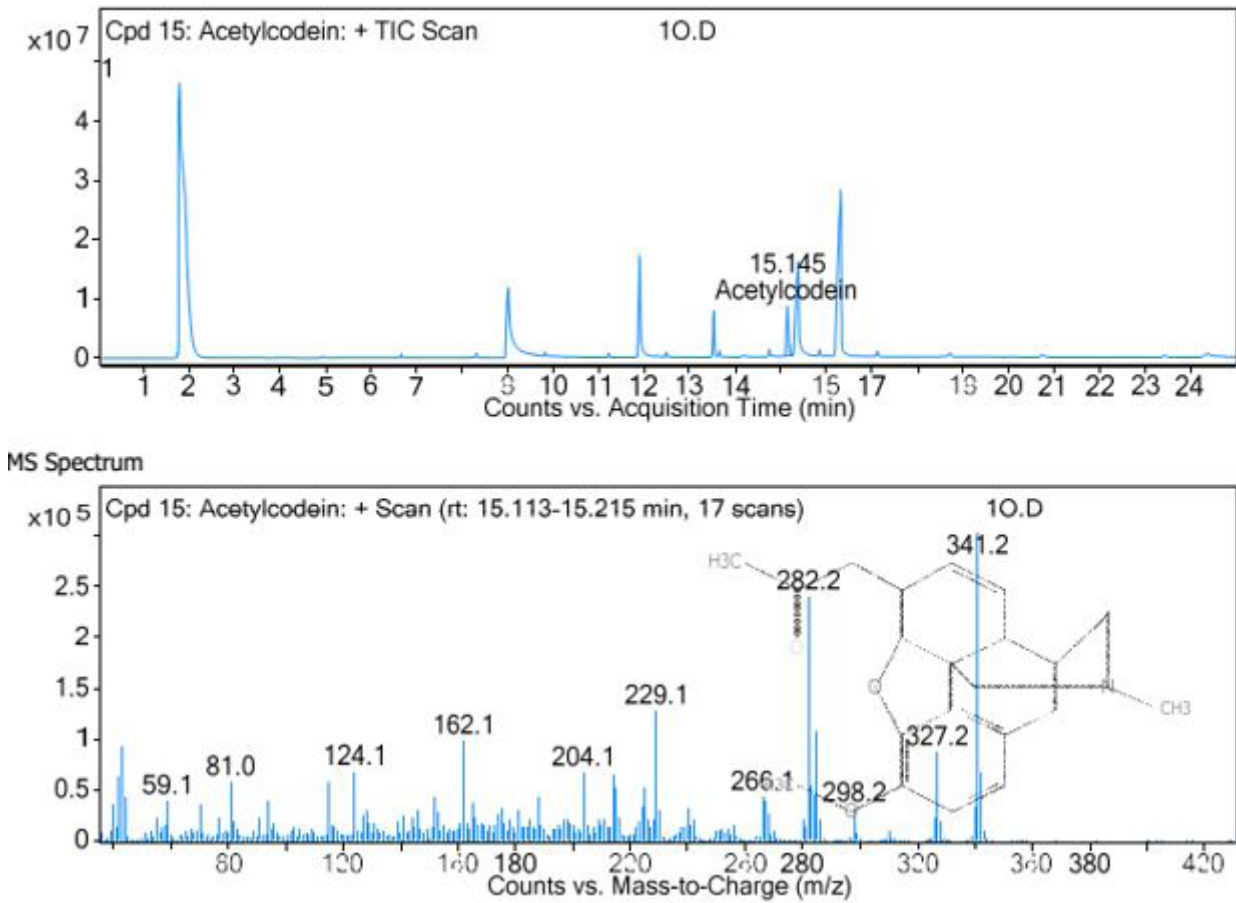 Cpd 15: Acetylcodein: + TIC Scan 1O.D
x10 7
1
4
3
2
1
0
15.145
Acetylcodein
1 2 3 4 5 6 7 9 10 11 12 13 14 15 17 19 20 21 22 23 24
Counts vs. Acquisition Time (min)
MS Spectrum
Cpd 15: Acetylcodein: + Scan (rt: 15.113-15.215 min, 17 scans) 1O.D
x10 5
2.5
2
1.5
1
0.5
0
341.2
H3C
282.2
O
O
N
CH3
229.1
327.2
162.1
204.1
266.1
H3C
O
298.2
124.1
81.0
59.1
120 180 220 280 320 380 420
Counts vs. Mass-to-Charge (m/z)